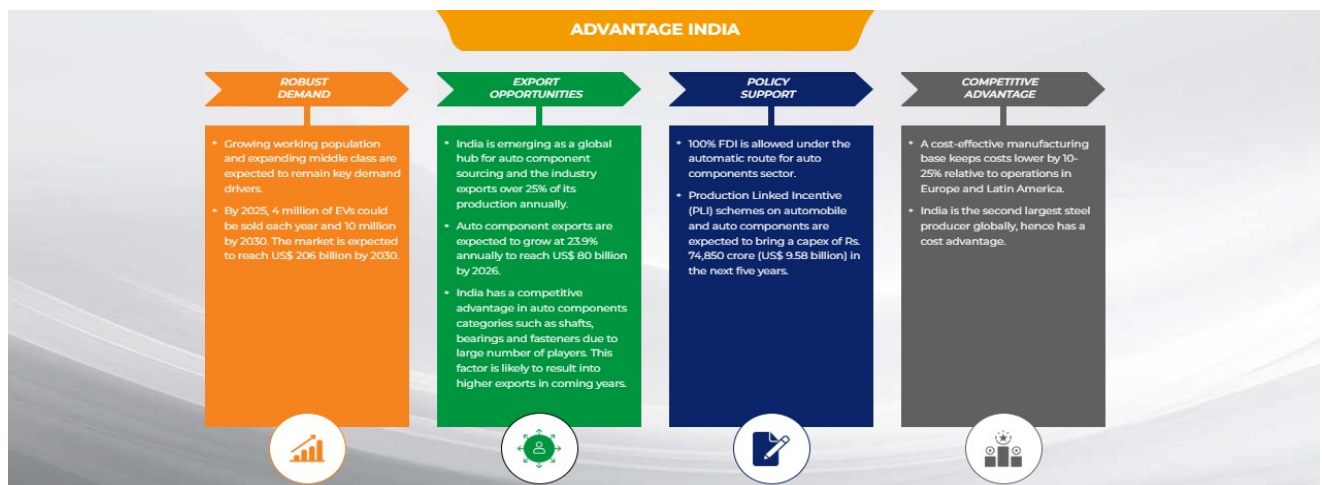 ADVANTAGE INDIA
ROBUST
DEMAND
• Growing working population
and expanding middle class are
expected to remain key demand
drivers.
• By 2025, 4 million of EVs could
be sold each year and 10 million
by 2030. The market is expected
to reach US$ 206 billion by 2030.
EXPORT
OPPORTUNITIES
• India is emerging as a global
hub for auto component
sourcing and the industry
exports over 25% of its
production annually.
• Auto component exports are
expected to grow at 23.9%
annually to reach US$ 80 billion
by 2026.
• India has a competitive
advantage in auto components
categories such as shafts,
bearings and fasteners due to
large number of players. This
factor is likely to result into
higher exports in coming years.
POLICY
SUPPORT
• 100% FDI is allowed under the
automatic route for auto
components sector.
• Production Linked Incentive
(PLI) schemes on automobile
and auto components are
expected to bring a capex of Rs.
74,850 crore (US$ 9.58 billion) in
the next five years.
COMPETITIVE
ADVANTAGE
• A cost-effective manufacturing
base keeps costs lower by 10-
25% relative to operations in
Europe and Latin America.
• India is the second largest steel
producer globally, hence has a
cost advantage.